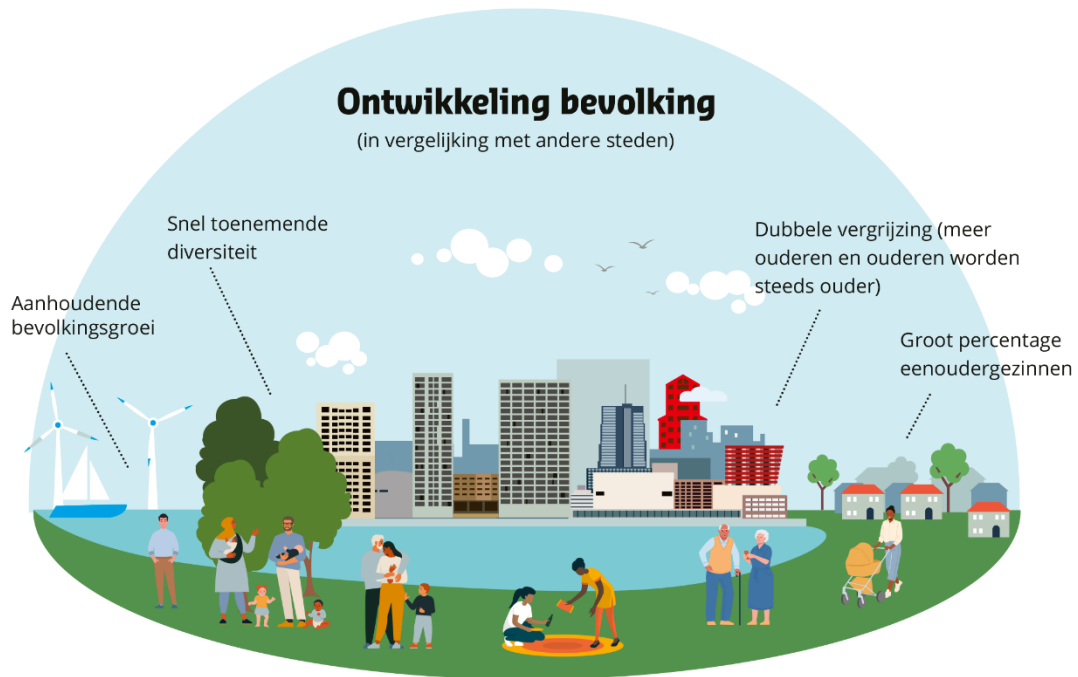 Ontwikkeling bevolking
(in vergelijking met andere steden)
Snel toenemende
diversiteit
Aanhoudende
bevolkingsgroei
Dubbele vergrijzing (meer
ouderen en ouderen worden
steeds ouder)
Groot percentage
eenoudergezinnen